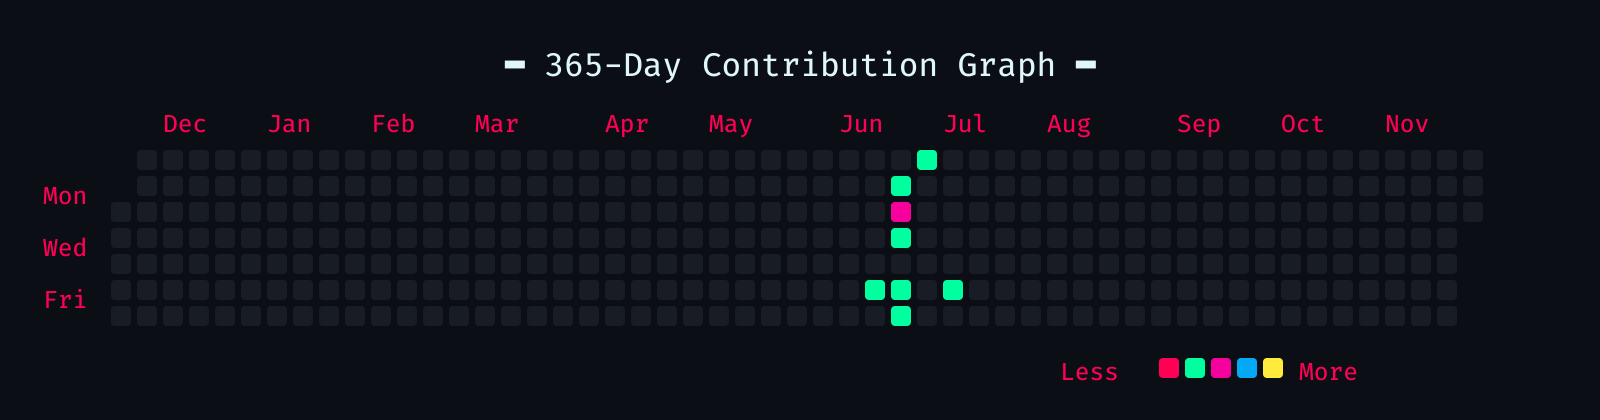 ━ 365-Day Contribution Graph ━
Dec Jan Feb Mar Apr May Jun Jul Aug Sep Oct Nov
Mon
Wed
Fri
Less More